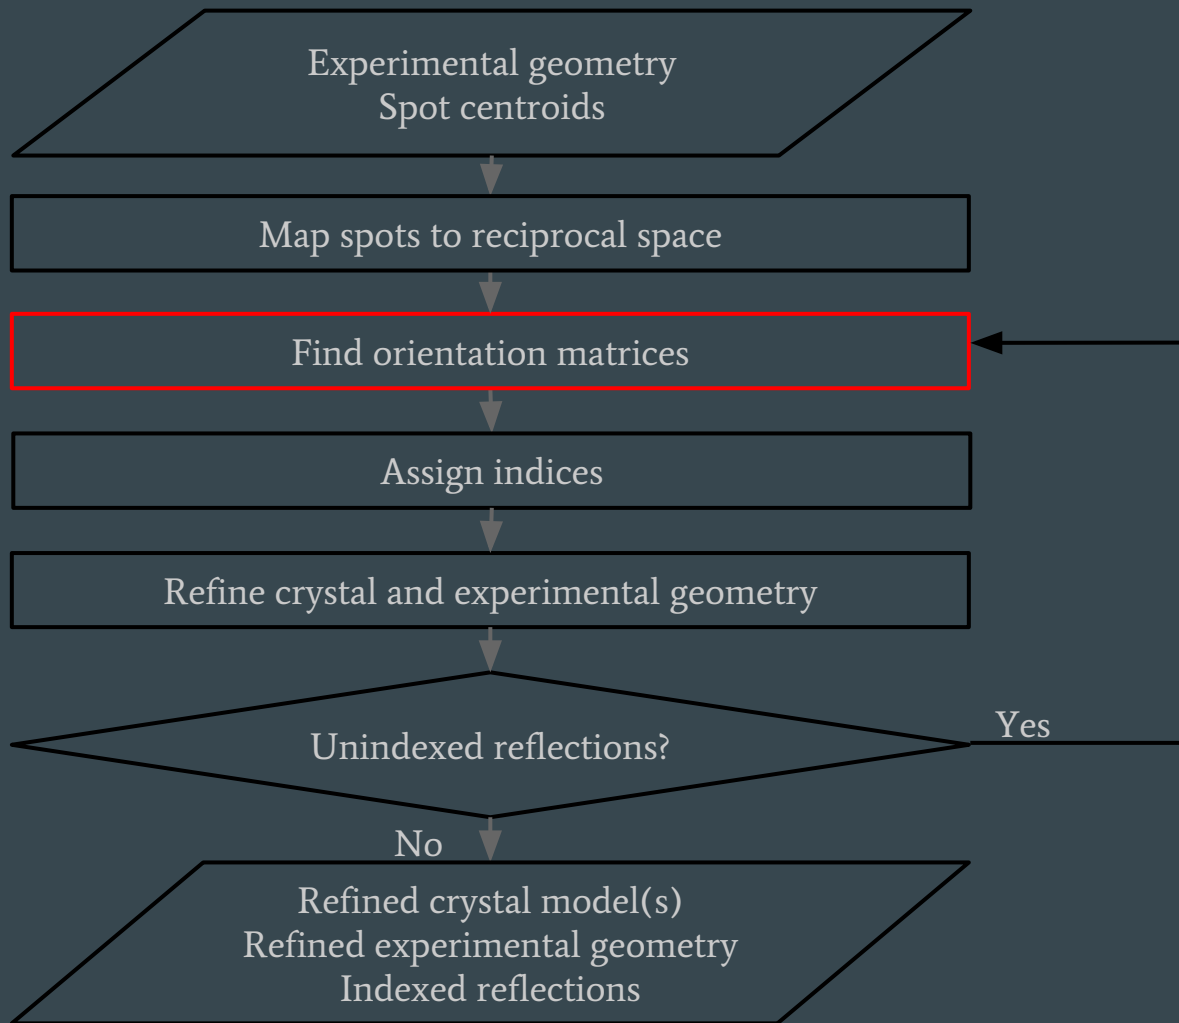 Experimental geometry
Spot centroids
Map spots to reciprocal space
Find orientation matrices
Assign indices
Refine crystal and experimental geometry
Unindexed reflections?
Yes
No
Refined crystal model(s)
Refined experimental geometry
Indexed reflections